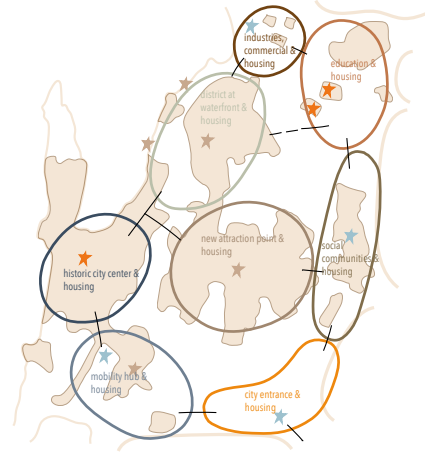 industries,
commercial &
housing
education &
housing
district at
waterfront &
housing
new attraction point &
housing
social
communities &
housing
historic city center &
housing
mobility hub &
housing
city entrance &
housing